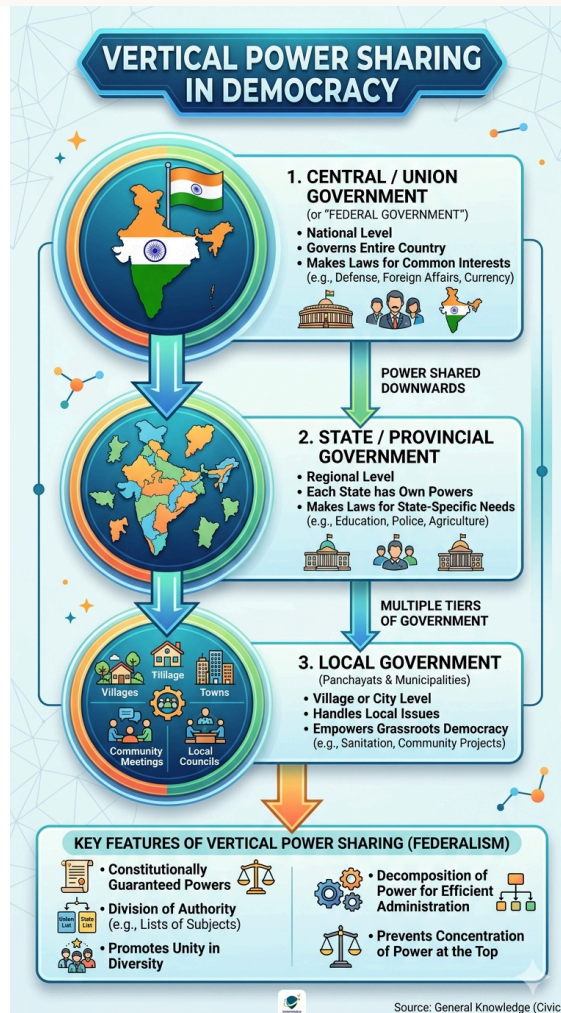 VERTICAL POWER SHARING
IN DEMOCRACY
1. CENTRAL / UNION
GOVERNMENT
(or "FEDERAL GOVERNMENT")
• National Level
• Governs Entire Country
• Makes Laws for Common Interests
(e.g., Defense, Foreign Affairs, Currency)
POWER SHARED
DOWNWARDS
2. STATE / PROVINCIAL
GOVERNMENT
• Regional Level
• Each State has Own Powers
• Makes Laws for State-Specific Needs
(e.g., Education, Police, Agriculture)
MULTIPLE TIERS
OF GOVERNMENT
Villages
Tillage
Towns
Community
Meetings
Local
Councils
3. LOCAL GOVERNMENT
(Panchayats & Municipalities)
• Village or City Level
• Handles Local Issues
• Empowers Grassroots Democracy
(e.g., Sanitation, Community Projects)
KEY FEATURES OF VERTICAL POWER SHARING (FEDERALISM)
• Constitutionally
Guaranteed Powers
Union
State
List
• Division of Authority
(e.g., Lists of Subjects)
• Promotes Unity in
Diversity
• Decomposition of
Power for Efficient
Administration
• Prevents Concentration
of Power at the Top
Source: General Knowledge (Civic